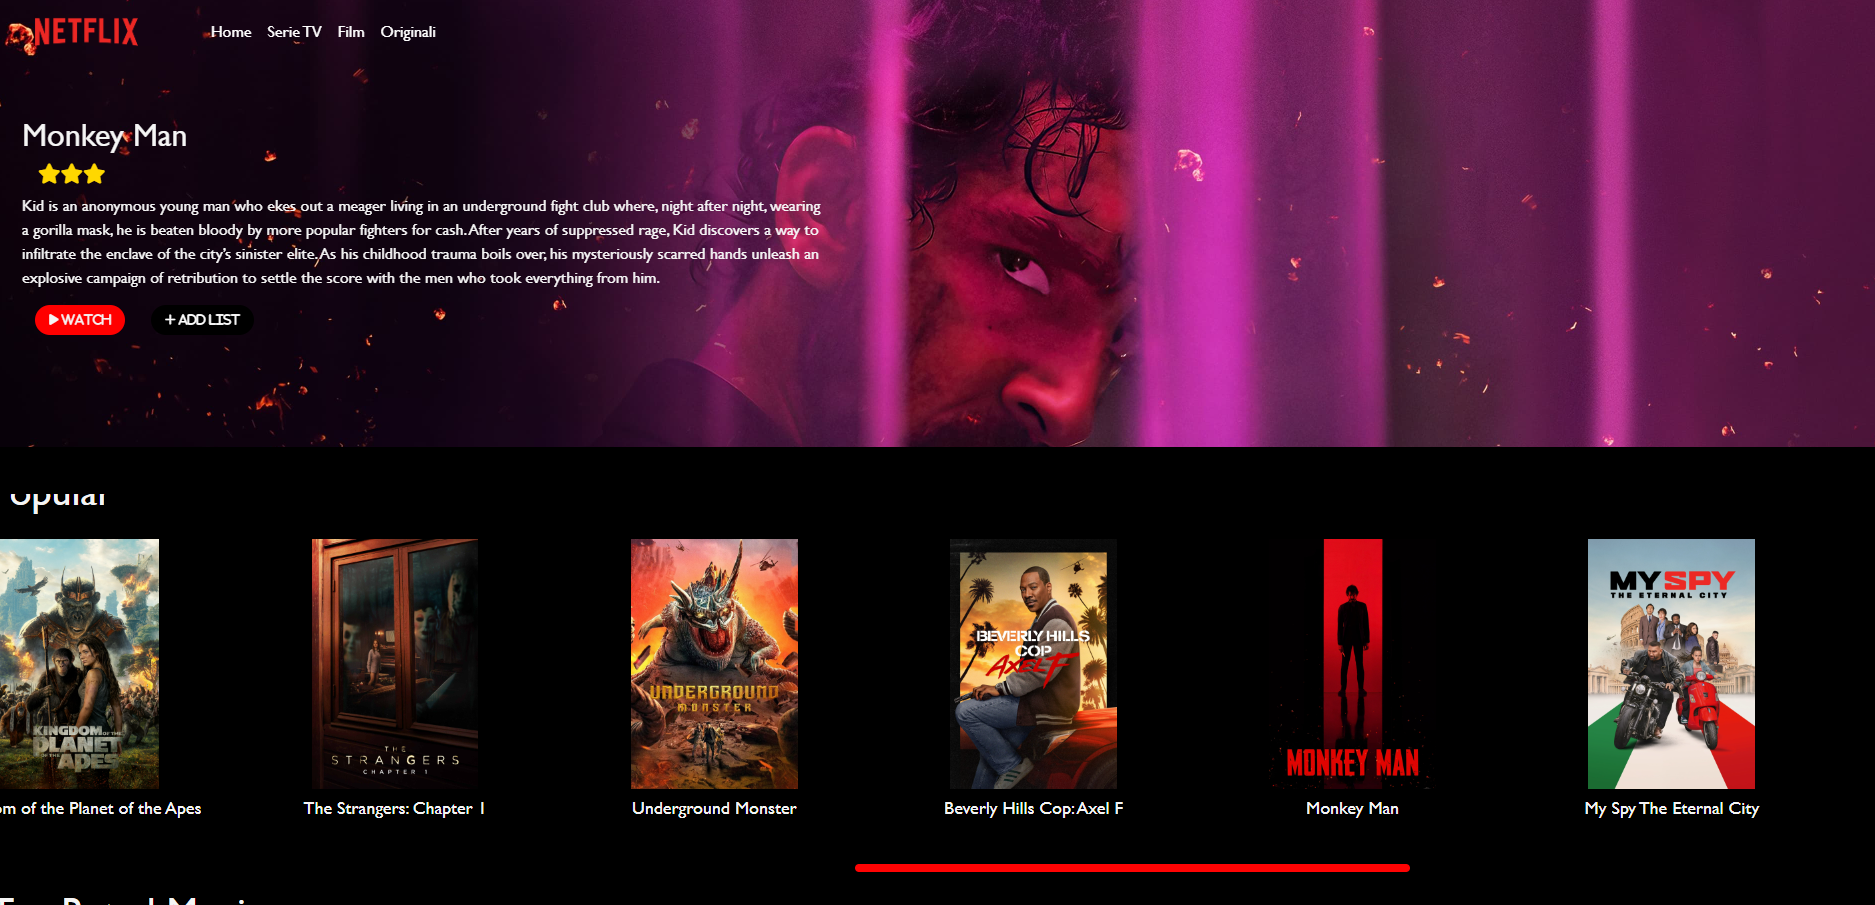 NETFLIX
Home Serie TV Film Originali
Monkey Man
Kid is an anonymous young man who ekes out a meager living in an underground fight club where, night after night, wearing
a gorilla mask, he is beaten bloody by more popular fighters for cash. After years of suppressed rage, Kid discovers a way to
infiltrate the enclave of the city’s sinister elite. As his childhood trauma boils over, his mysteriously scarred hands unleash an
explosive campaign of retribution to settle the score with the men who took everything from him.
WATCH
+ ADD LIST
opular
KINGDOM OF THE
PLANET
OF THE APES
THE
STRANGERS
CHAPTER 1
UNDERGROUND
MONSTER
BEVERLY HILLS
COP
AXEL F
MONKEY MAN
MY SPY
THE ETERNAL CITY
om of the Planet of the Apes
The Strangers: Chapter 1
Underground Monster
Beverly Hills Cop: Axel F
Monkey Man
My Spy The Eternal City